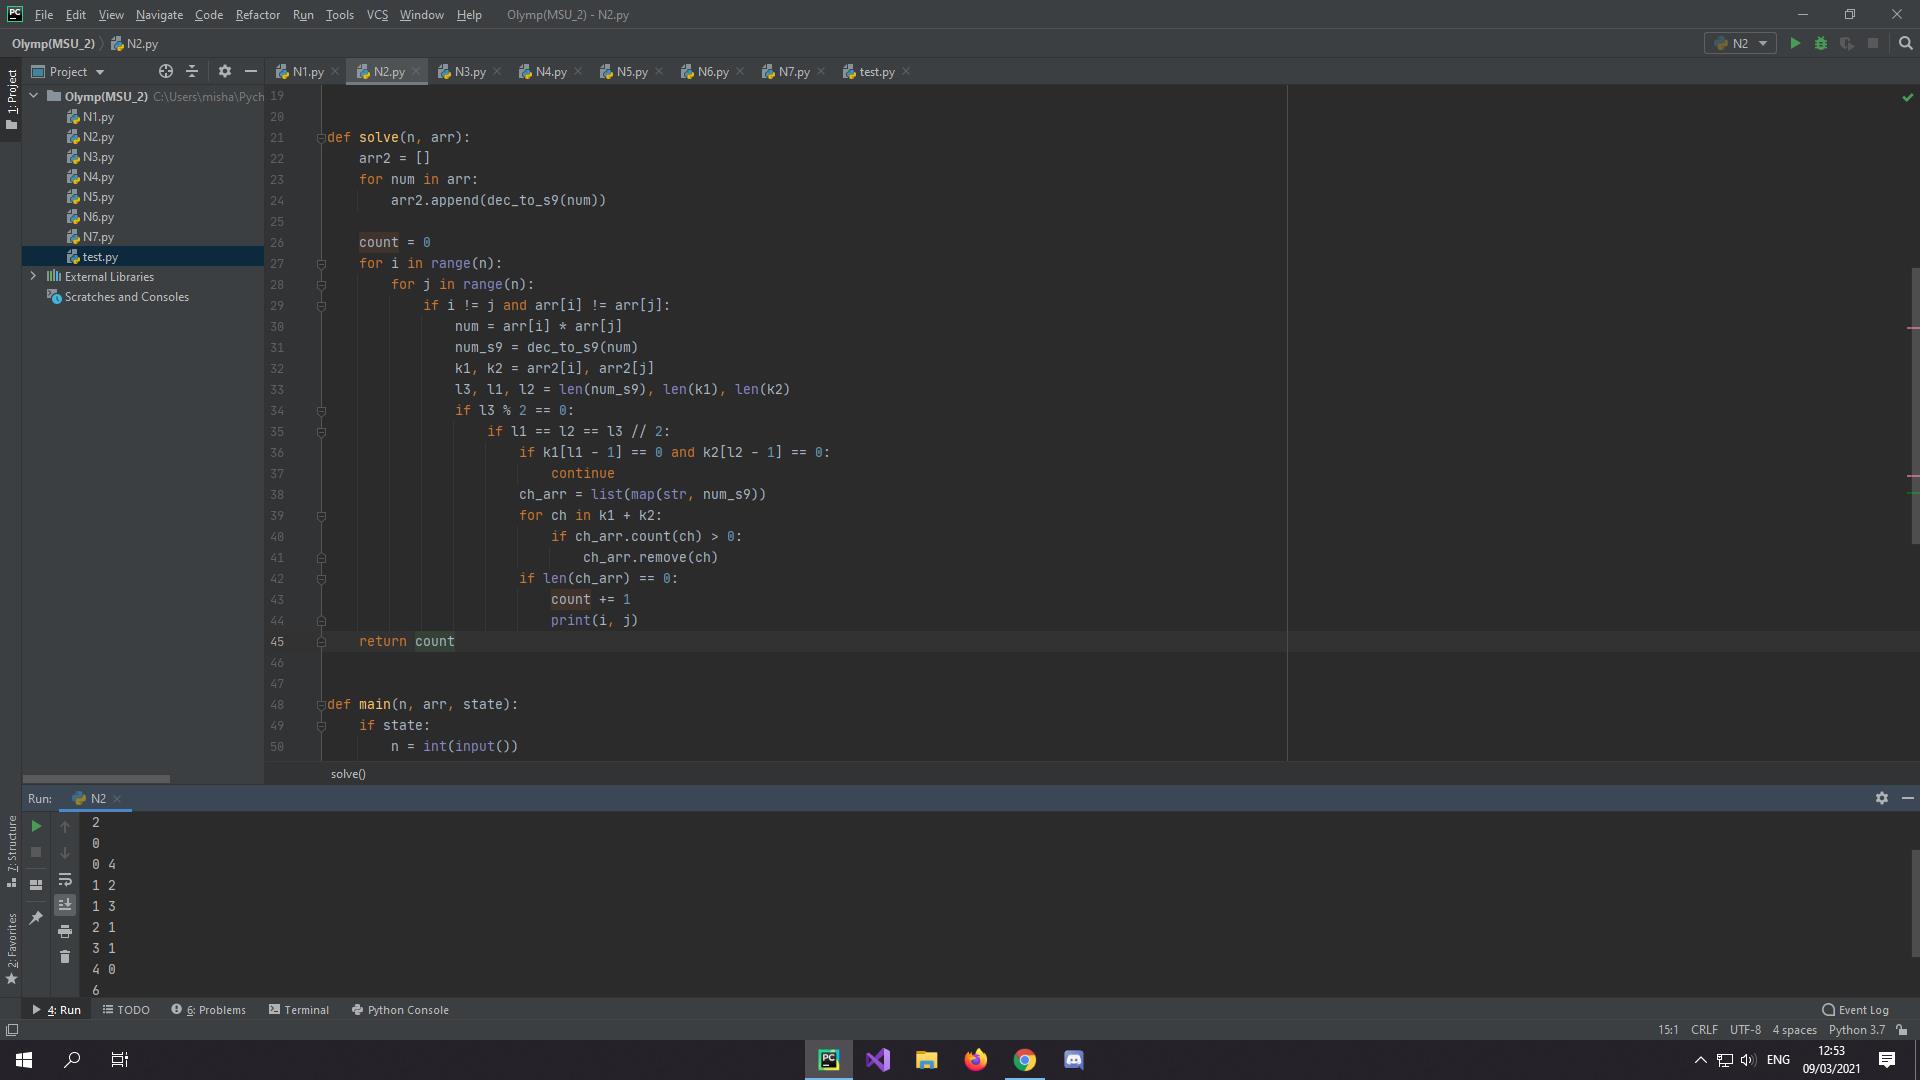 PC File Edit View Navigate Code Refactor Run Tools VCS Window Help Olymp(MSU_2) - N2.py
Olymp(MSU_2) N2.py N2
1: Project
Project
N1.py N2.py N3.py N4.py N5.py N6.py N7.py test.py
Olymp(MSU_2) C:\Users\misha\Pych
N1.py
N2.py
N3.py
N4.py
N5.py
N6.py
N7.py
test.py
External Libraries
Scratches and Consoles
19
20
21 def solve(n, arr):
22 arr2 = []
23 for num in arr:
24 arr2.append(dec_to_s9(num))
25
26 count = 0
27 for i in range(n):
28 for j in range(n):
29 if i != j and arr[i] != arr[j]:
30 num = arr[i] * arr[j]
31 num_s9 = dec_to_s9(num)
32 k1, k2 = arr2[i], arr2[j]
33 l3, l1, l2 = len(num_s9), len(k1), len(k2)
34 if l3 % 2 == 0:
35 if l1 == l2 == l3 // 2:
36 if k1[l1 - 1] == 0 and k2[l2 - 1] == 0:
37 continue
38 ch_arr = list(map(str, num_s9))
39 for ch in k1 + k2:
40 if ch_arr.count(ch) > 0:
41 ch_arr.remove(ch)
42 if len(ch_arr) == 0:
43 count += 1
44 print(i, j)
45 return count
46
47
48 def main(n, arr, state):
49 if state:
50 n = int(input())
solve()
Run: N2
7: Structure
2: Favorites
2
0
0 4
1 2
1 3
2 1
3 1
4 0
6
4: Run TODO 6: Problems Terminal Python Console Event Log
15:1 CRLF UTF-8 4 spaces Python 3.7
PC ENG 12:53
09/03/2021